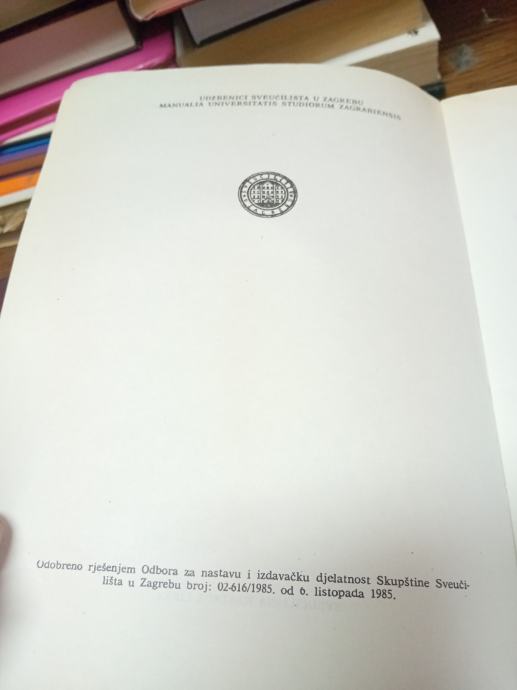 UDŽBENICI SVEUČILIŠTA U ZAGREBU
MANUALIA UNIVERSITATIS STUDIORUM ZAGRABIENSIS
Odobreno rješenjem Odbora za nastavu i izdavačku djelatnost Skupštine Sveuči-
lišta u Zagrebu broj: 02-616/1985. od 6. listopada 1985.